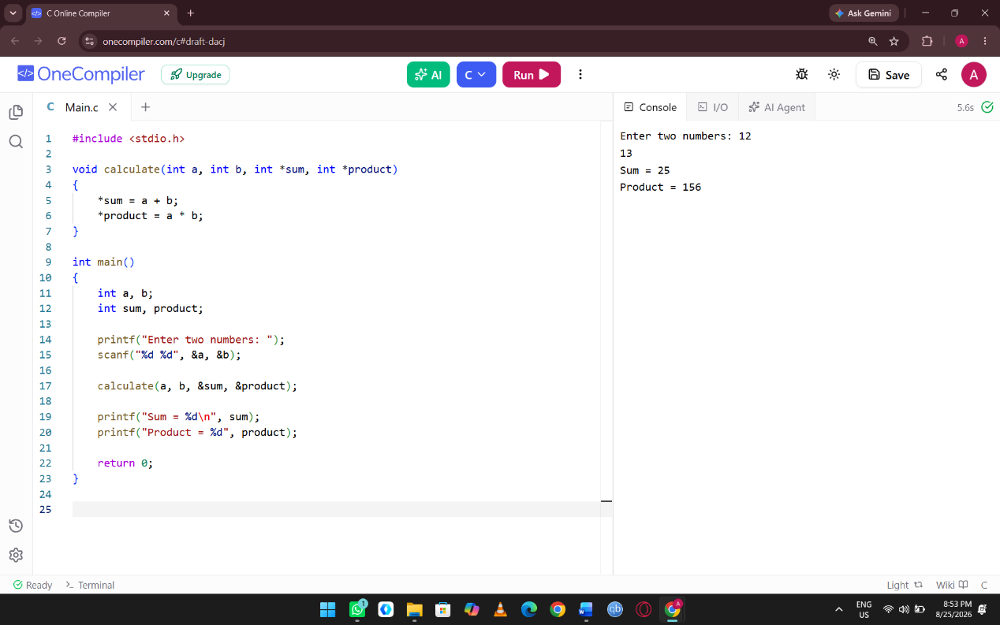 C Online Compiler
Ask Gemini
onecompiler.com/c#draft-dacj
A
</> OneCompiler
Upgrade
AI
C
Run
Save
A
C Main.c
Console
I/O
AI Agent
5.6s
1 #include <stdio.h>
2
3 void calculate(int a, int b, int *sum, int *product)
4 {
5     *sum = a + b;
6     *product = a * b;
7 }
8
9 int main()
10 {
11     int a, b;
12     int sum, product;
13
14     printf("Enter two numbers: ");
15     scanf("%d %d", &a, &b);
16
17     calculate(a, b, &sum, &product);
18
19     printf("Sum = %d\n", sum);
20     printf("Product = %d", product);
21
22     return 0;
23 }
24
25
Enter two numbers: 12
13
Sum = 25
Product = 156
Ready
>_ Terminal
Light
Wiki
C
1
W
qb
A
ENG
US
8:53 PM
8/25/2026